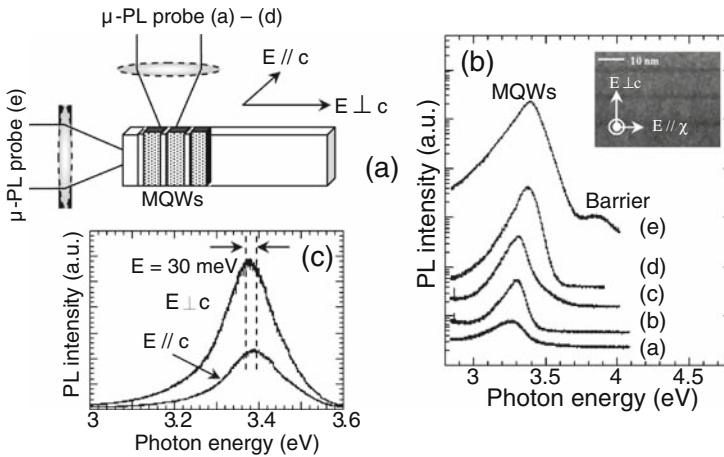 μ-PL probe (a) – (d)
E // c
E ⊥ c
μ-PL probe (e)
MQWs
(a)
(b)
MQWs
10 nm
E ⊥ c
E // χ
Barrier
(e)
(d)
(c)
(b)
(a)
PL intensity (a.u.)
3 3.5 4 4.5
Photon energy (eV)
(c)
E = 30 meV
E ⊥ c
E // c
PL intensity (a.u.)
3 3.2 3.4 3.6
Photon energy (eV)